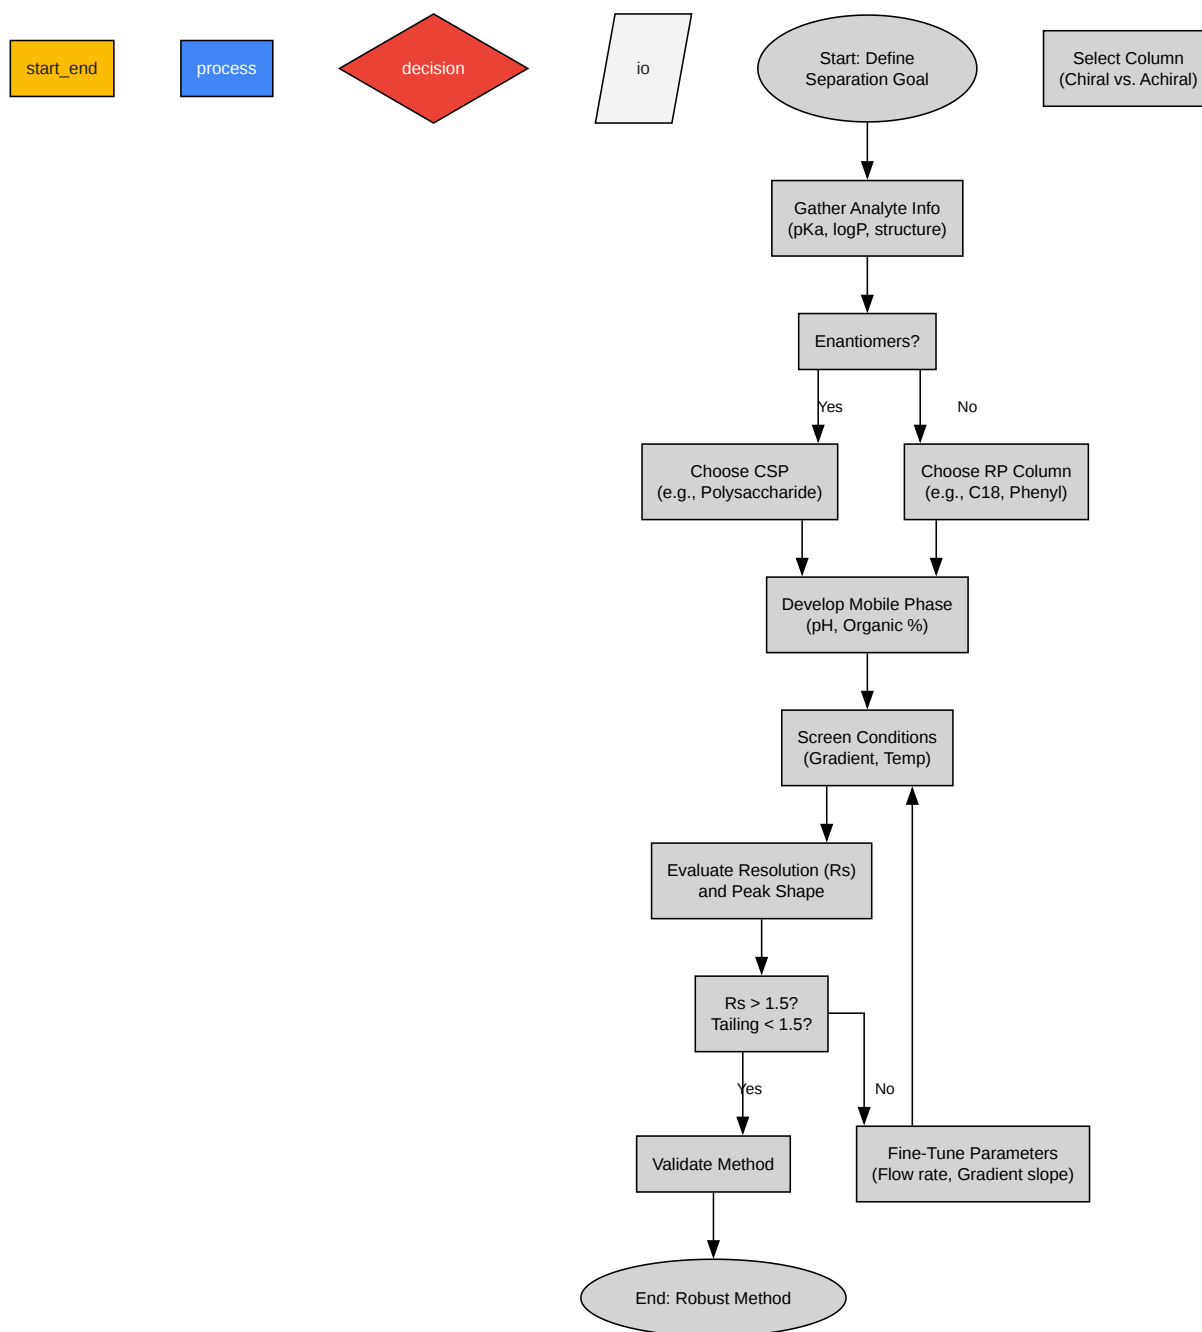 start_end
process
decision
io
Start: Define
Separation Goal
Select Column
(Chiral vs. Achiral)
Gather Analyte Info
(pKa, logP, structure)
Enantiomers?
Yes
No
Choose CSP
(e.g., Polysaccharide)
Choose RP Column
(e.g., C18, Phenyl)
Develop Mobile Phase
(pH, Organic %)
Screen Conditions
(Gradient, Temp)
Evaluate Resolution (Rs)
and Peak Shape
Rs > 1.5?
Tailing < 1.5?
Yes
No
Validate Method
Fine-Tune Parameters
(Flow rate, Gradient slope)
End: Robust Method